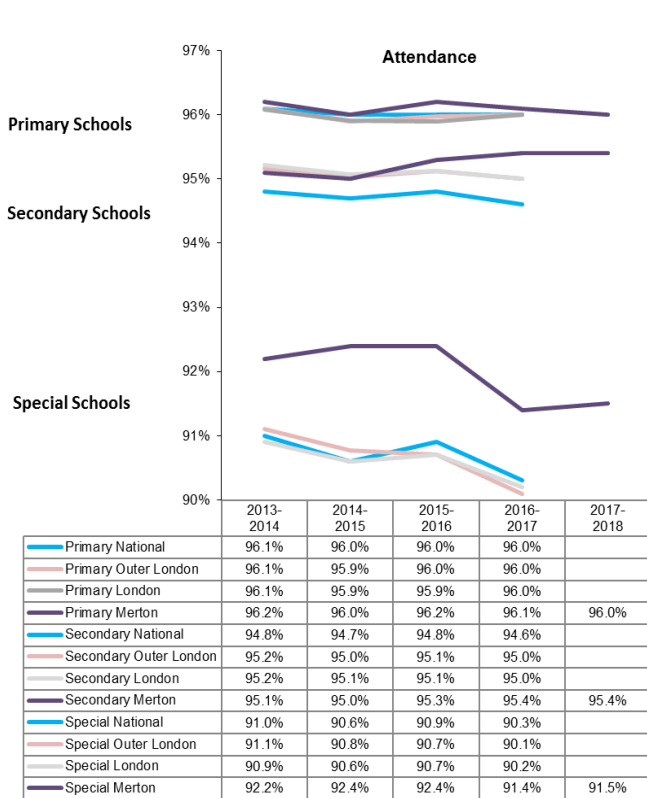 Attendance
97%
96%
Primary Schools
95%
Secondary Schools
94%
93%
92%
Special Schools
91%
90%
2013-2014 2014-2015 2015-2016 2016-2017 2017-2018
Primary National 96.1% 96.0% 96.0% 96.0%
Primary Outer London 96.1% 95.9% 96.0% 96.0%
Primary London 96.1% 95.9% 95.9% 96.0%
Primary Merton 96.2% 96.0% 96.2% 96.1% 96.0%
Secondary National 94.8% 94.7% 94.8% 94.6%
Secondary Outer London 95.2% 95.0% 95.1% 95.0%
Secondary London 95.2% 95.1% 95.1% 95.0%
Secondary Merton 95.1% 95.0% 95.3% 95.4% 95.4%
Special National 91.0% 90.6% 90.9% 90.3%
Special Outer London 91.1% 90.8% 90.7% 90.1%
Special London 90.9% 90.6% 90.7% 90.2%
Special Merton 92.2% 92.4% 92.4% 91.4% 91.5%